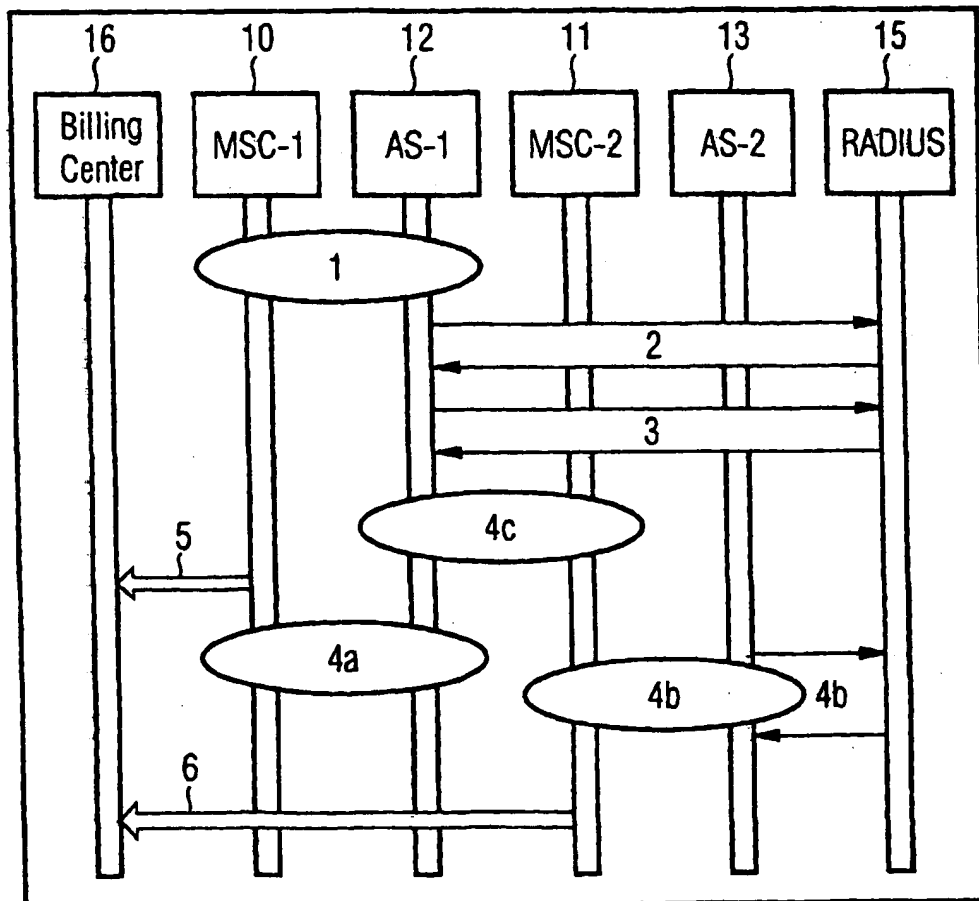 16 10 12 11 13 15
Billing
Center
MSC-1
AS-1
MSC-2
AS-2
RADIUS
1
2
3
4c
5
4a
4b 4b
6